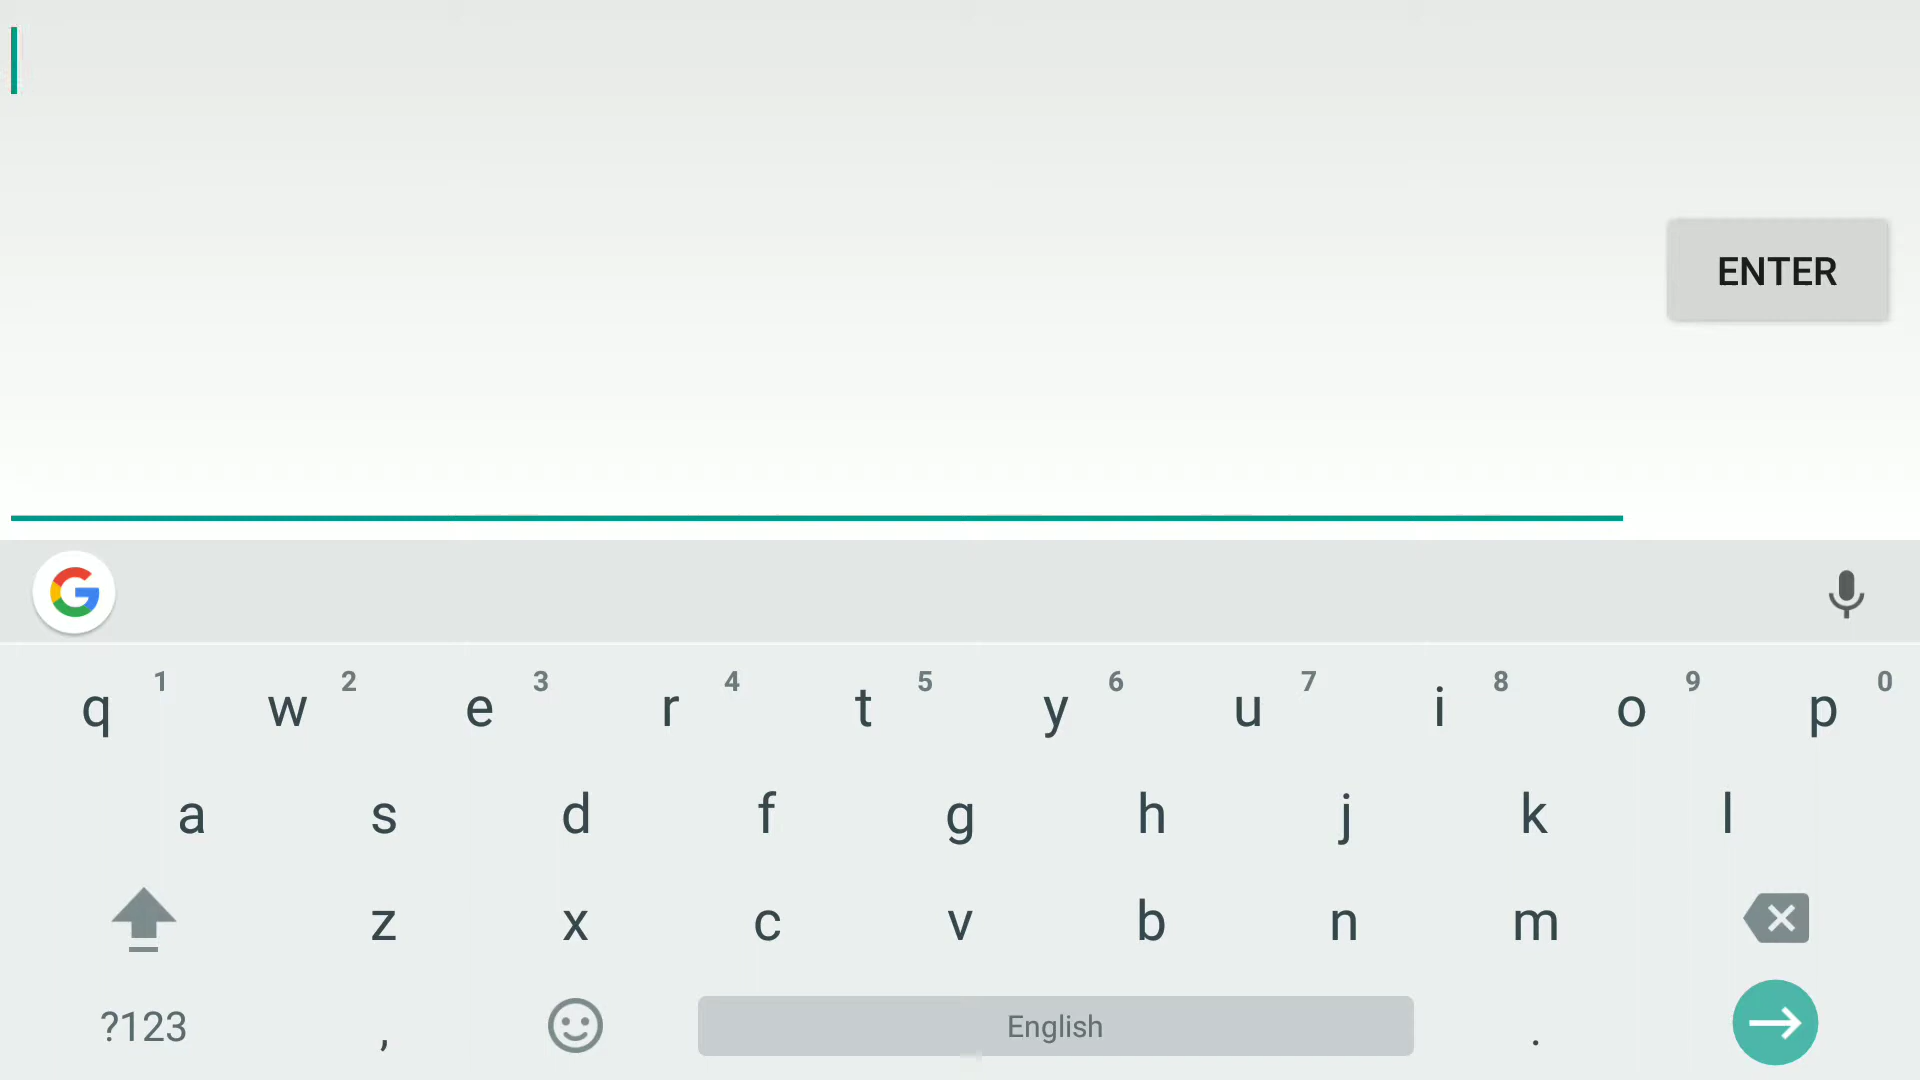 ENTER
q 1 w 2 e 3 r 4 t 5 y 6 u 7 i 8 o 9 p 0
a s d f g h j k l
z x c v b n m
?123 , English .